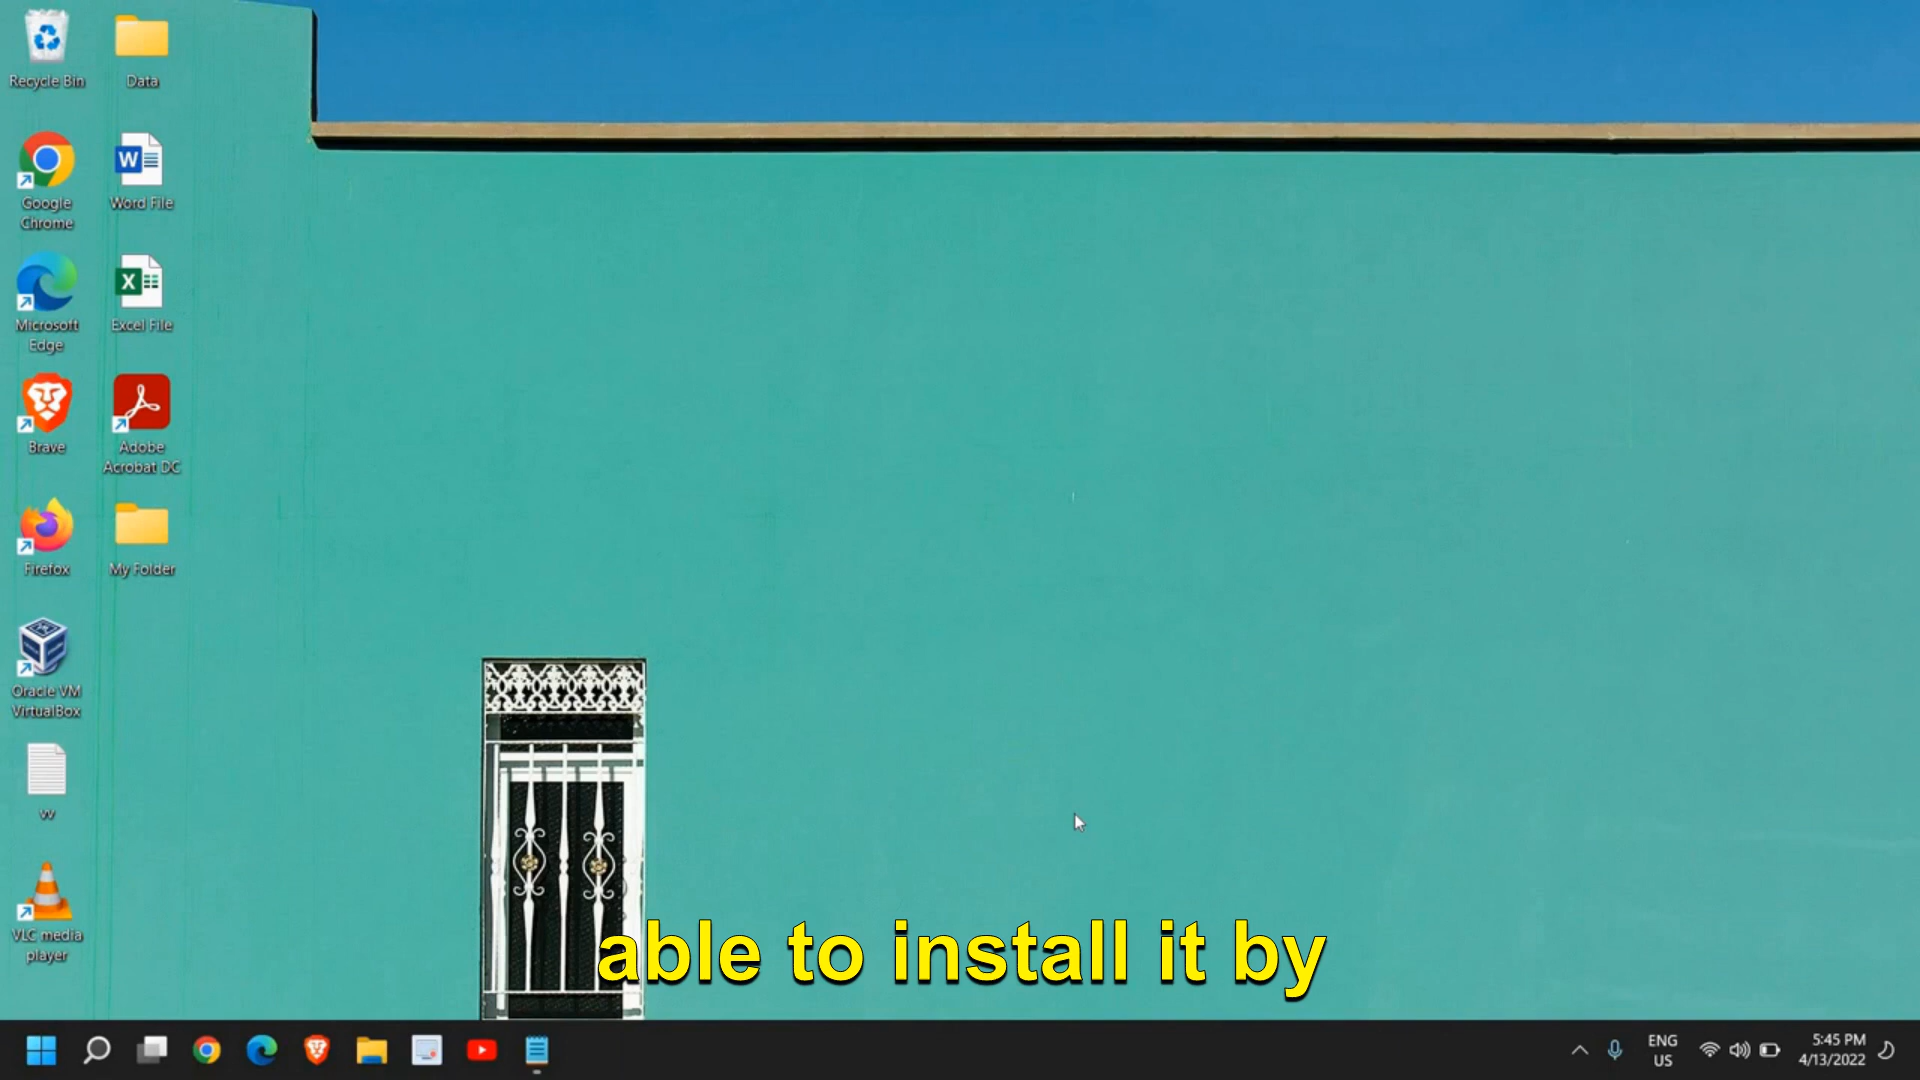 Recycle Bin
Data
Google
Chrome
Word File
Microsoft
Edge
Excel File
Brave
Adobe
Acrobat DC
Firefox
My Folder
Oracle VM
VirtualBox
vv
VLC media
player
able to install it by
ENG
US
5:45 PM
4/13/2022